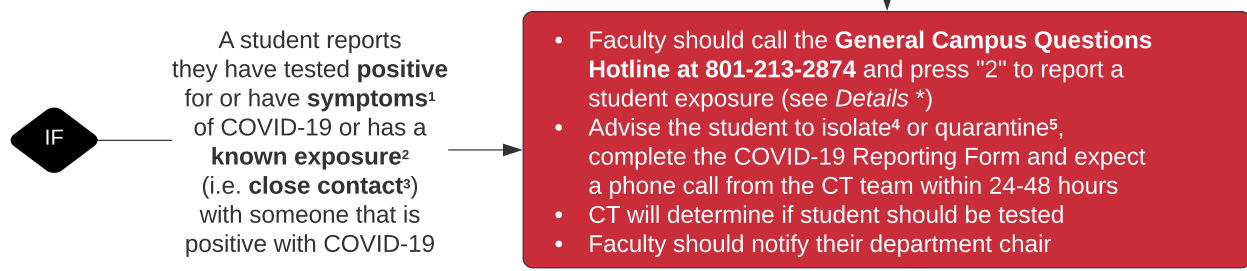 IF
A student reports
they have tested positive
for or have symptoms¹
of COVID-19 or has a
known exposure²
(i.e. close contact³)
with someone that is
positive with COVID-19
• Faculty should call the General Campus Questions
Hotline at 801-213-2874 and press "2" to report a
student exposure (see Details *)
• Advise the student to isolate⁴ or quarantine⁵,
complete the COVID-19 Reporting Form and expect
a phone call from the CT team within 24-48 hours
• CT will determine if student should be tested
• Faculty should notify their department chair